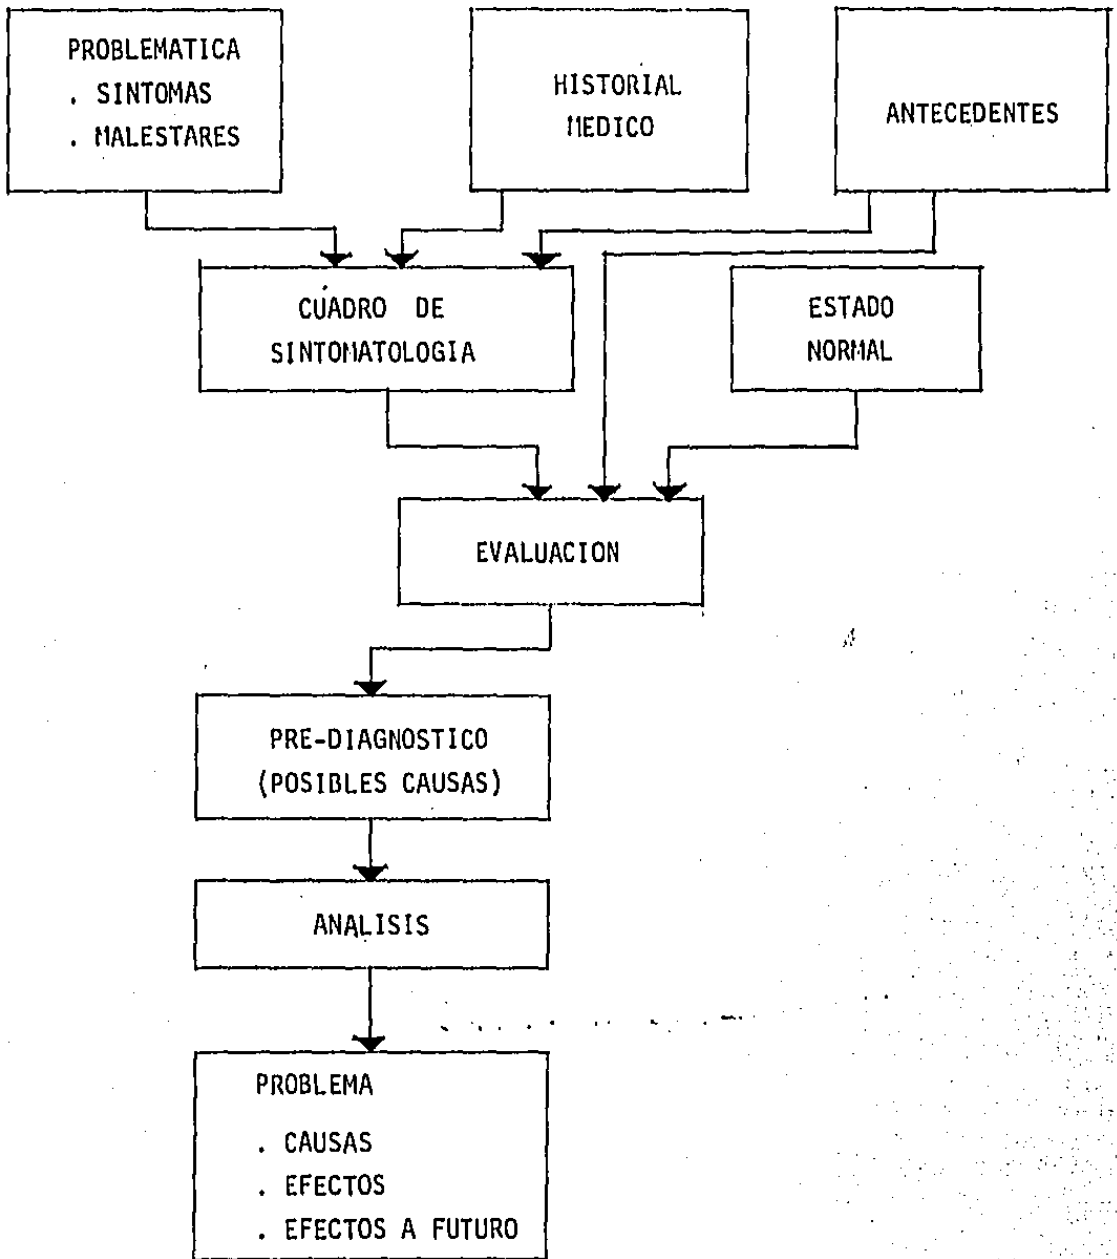 PROBLEMATICA
. SINTOMAS
. MALESTARES
HISTORIAL
MEDICO
ANTECEDENTES
CUADRO DE
SINTOMATOLOGIA
ESTADO
NORMAL
EVALUACION
PRE-DIAGNOSTICO
(POSIBLES CAUSAS)
ANALISIS
PROBLEMA
. CAUSAS
. EFECTOS
. EFECTOS A FUTURO